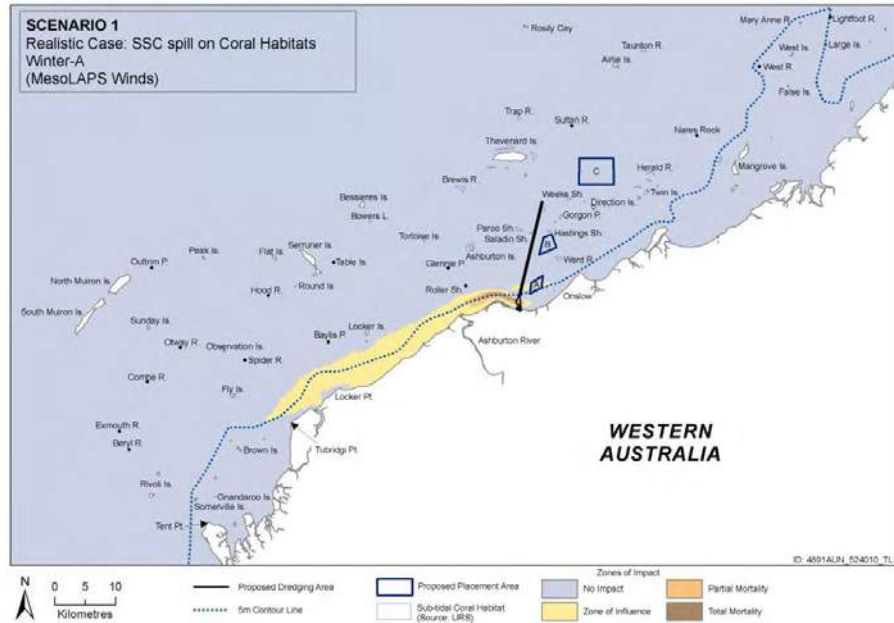 SCENARIO 1
Realistic Case: SSC spill on Coral Habitats
Winter-A
(MesoLAPS Winds)
Rosily Cay
Mary Anne R.
Lightfoot R.
Taunton R.
Airlie Is.
West Is.
Large Is.
West R.
False Is.
Trap R.
Sultan R.
Nares Rock
Thevenard Is.
C
Herald R.
Mangrove Is.
Brewis R.
Twin Is.
Weeks Sh.
Direction Is.
Bessieres Is.
Gorgon P.
Bowers L.
Paroo Sh.
Hastings Sh.
Saladin Sh.
B
Tortoise Is.
Ashburton Is.
Ward R.
Serrurier Is.
Peak Is.
Flat Is.
Table Is.
Glennie P.
Outtrim P.
North Muiron Is.
Round Is.
Roller Sh.
A
Hood R.
Onslow
South Muiron Is.
Sunday Is.
Locker Is.
Baylis P.
Ashburton River
Otway R.
Observation Is.
Spider R.
Combe R.
Fly Is.
Locker Pt.
Exmouth R.
Beryl R.
Brown Is.
Tubridgi Pt.
WESTERN
AUSTRALIA
Rivoli Is.
Gnandaroo Is.
Somerville Is.
Tent Pt.
ID: 4891AUN_524010_TL
N
0 5 10
Kilometres
Proposed Dredging Area
5m Contour Line
Proposed Placement Area
Sub-tidal Coral Habitat
(Source: URS)
Zones of Impact
No Impact
Zone of Influence
Partial Mortality
Total Mortality